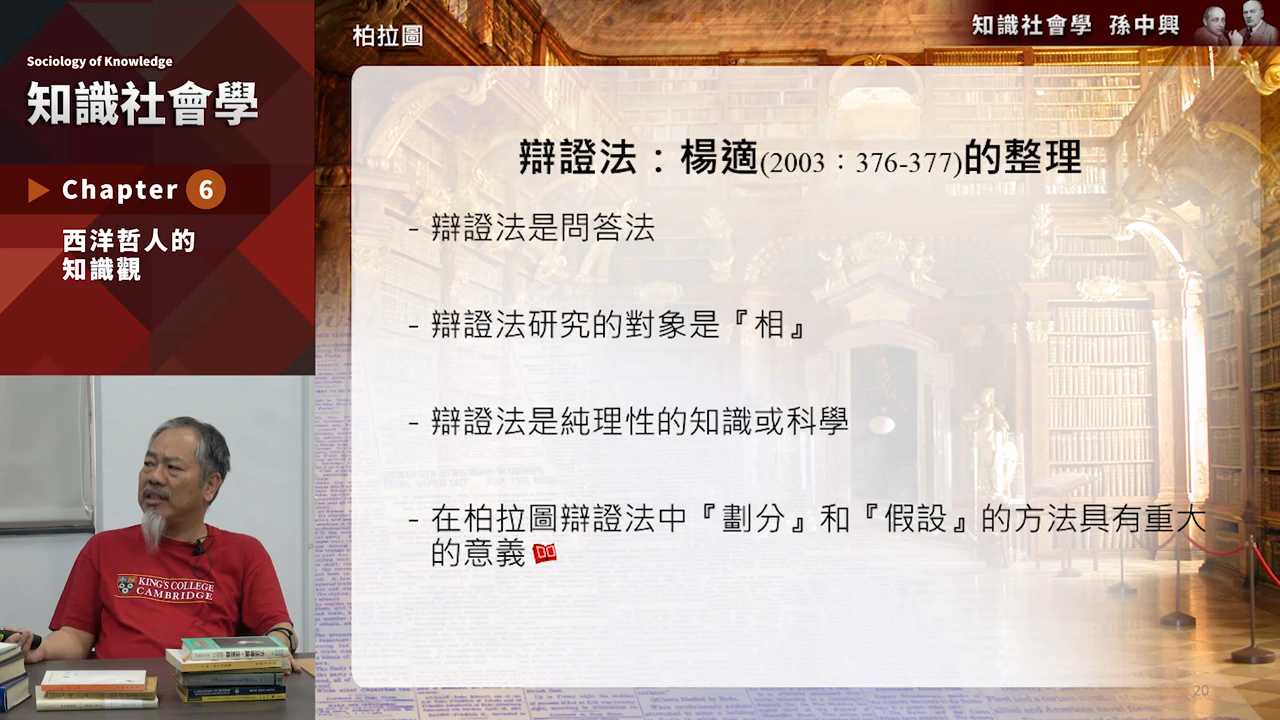 Sociology of Knowledge
知識社會學
Chapter 6
西洋哲人的
知識觀
柏拉圖
知識社會學 孫中興
辯證法：楊適(2003：376-377)的整理
- 辯證法是問答法
- 辯證法研究的對象是『相』
- 辯證法是純理性的知識或科學
- 在柏拉圖辯證法中『劃分』和『假設』的方法具有重大
的意義
20
KING'S COLLEGE
CAMBRIDGE